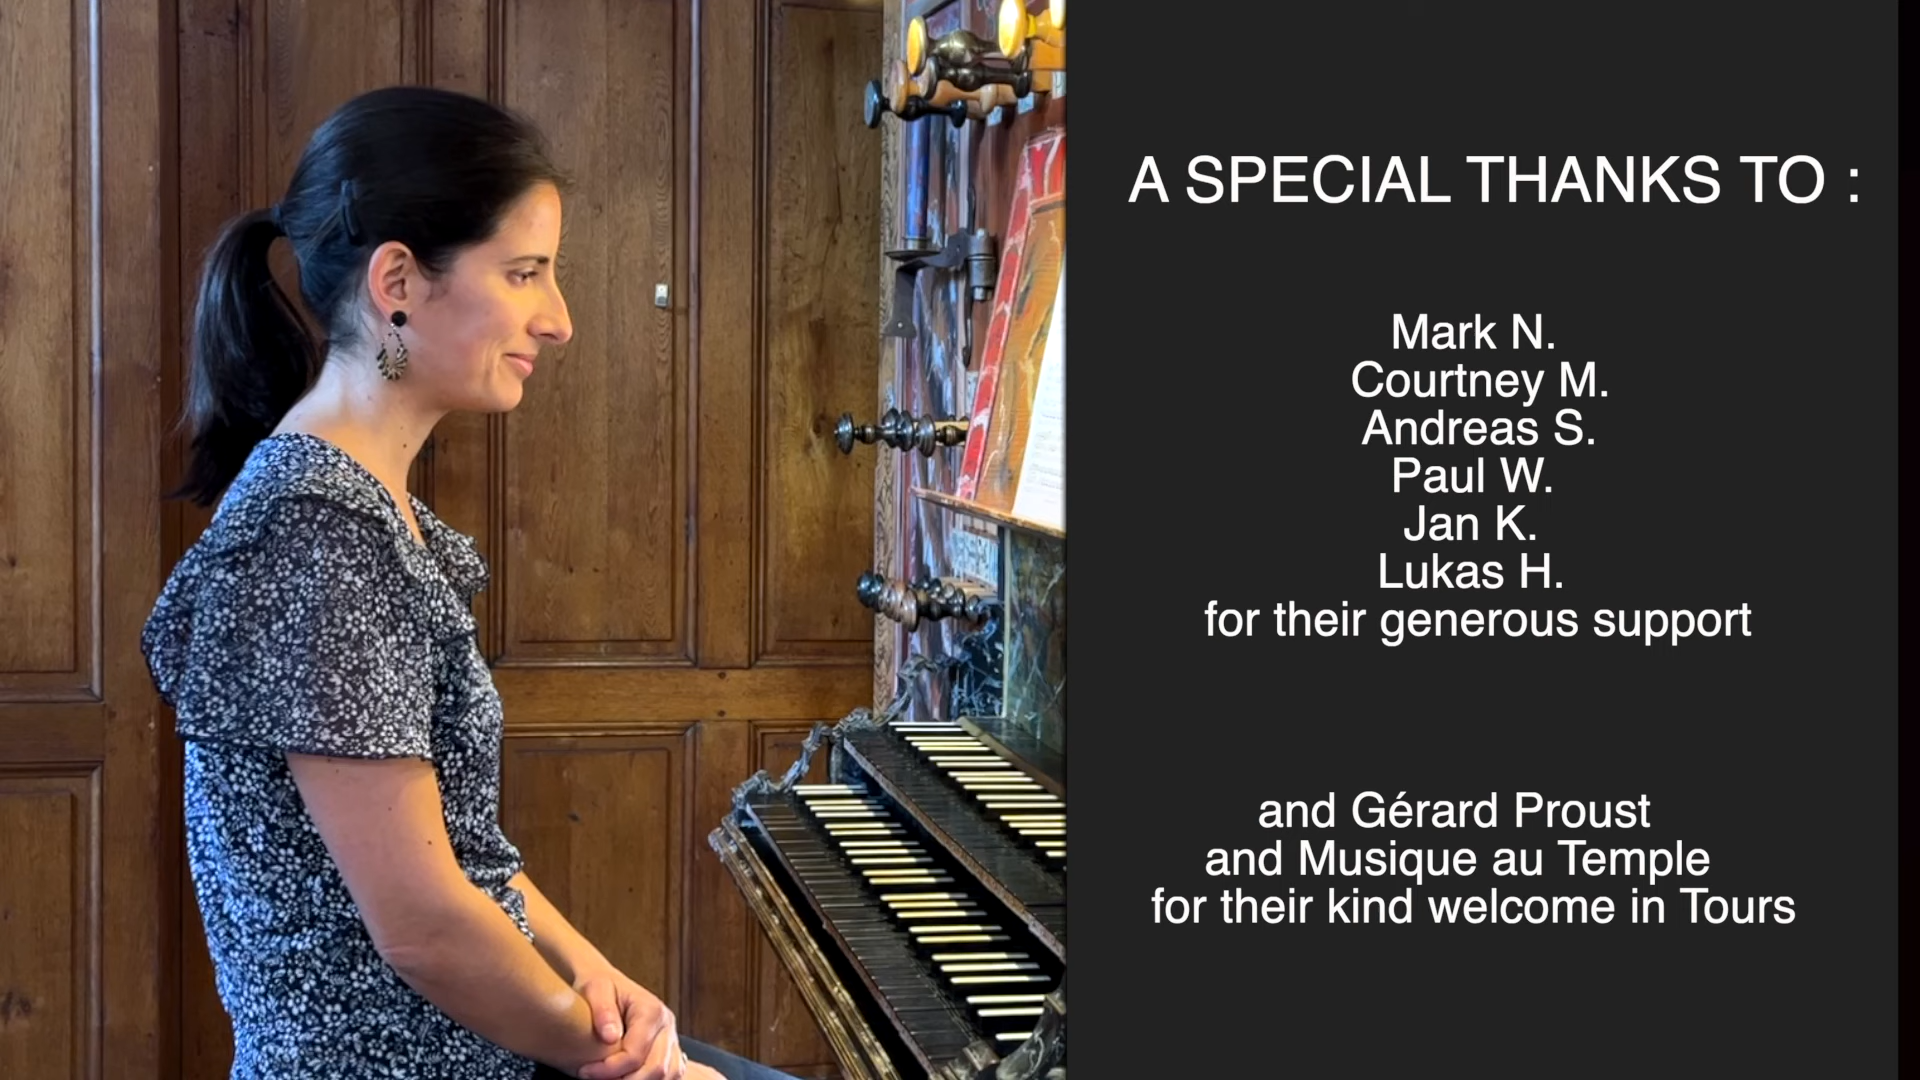 A SPECIAL THANKS TO :
Mark N.
Courtney M.
Andreas S.
Paul W.
Jan K.
Lukas H.
for their generous support
and Gérard Proust
and Musique au Temple
for their kind welcome in Tours